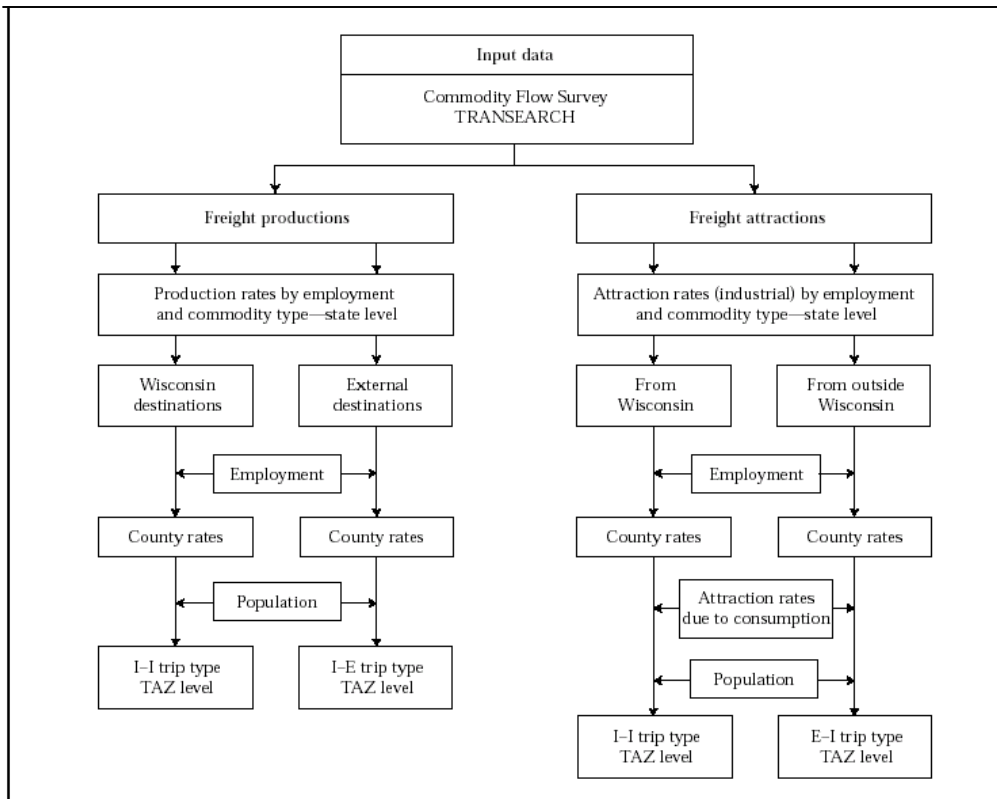 Input data
Commodity Flow Survey
TRANSEARCH
Freight productions
Freight attractions
Production rates by employment
and commodity type—state level
Attraction rates (industrial) by employment
and commodity type—state level
Wisconsin
destinations
External
destinations
From
Wisconsin
From outside
Wisconsin
Employment
Employment
County rates
County rates
County rates
County rates
Population
Attraction rates
due to consumption
I–I trip type
TAZ level
I–E trip type
TAZ level
Population
I–I trip type
TAZ level
E–I trip type
TAZ level